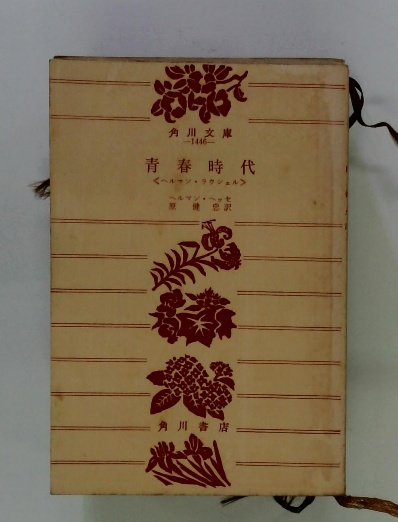 角川文庫
—1446—
青春時代
《ヘルマン・ラウシェル》
ヘルマン・ヘッセ
原健忠訳
角川書店